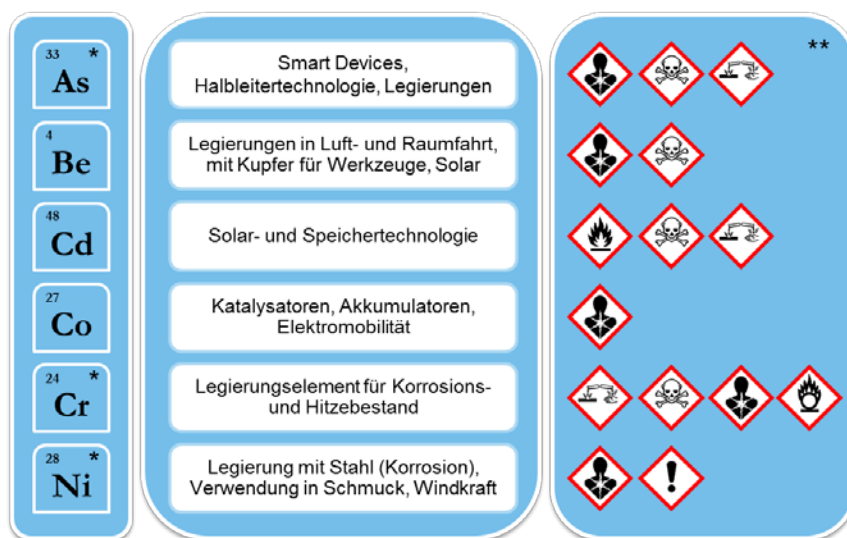 33 *
As
Smart Devices,
Halbleitertechnologie, Legierungen
**
4
Be
Legierungen in Luft- und Raumfahrt,
mit Kupfer für Werkzeuge, Solar
48
Cd
Solar- und Speichertechnologie
27
Co
Katalysatoren, Akkumulatoren,
Elektromobilität
24 *
Cr
Legierungselement für Korrosions-
und Hitzebestand
28 *
Ni
Legierung mit Stahl (Korrosion),
Verwendung in Schmuck, Windkraft